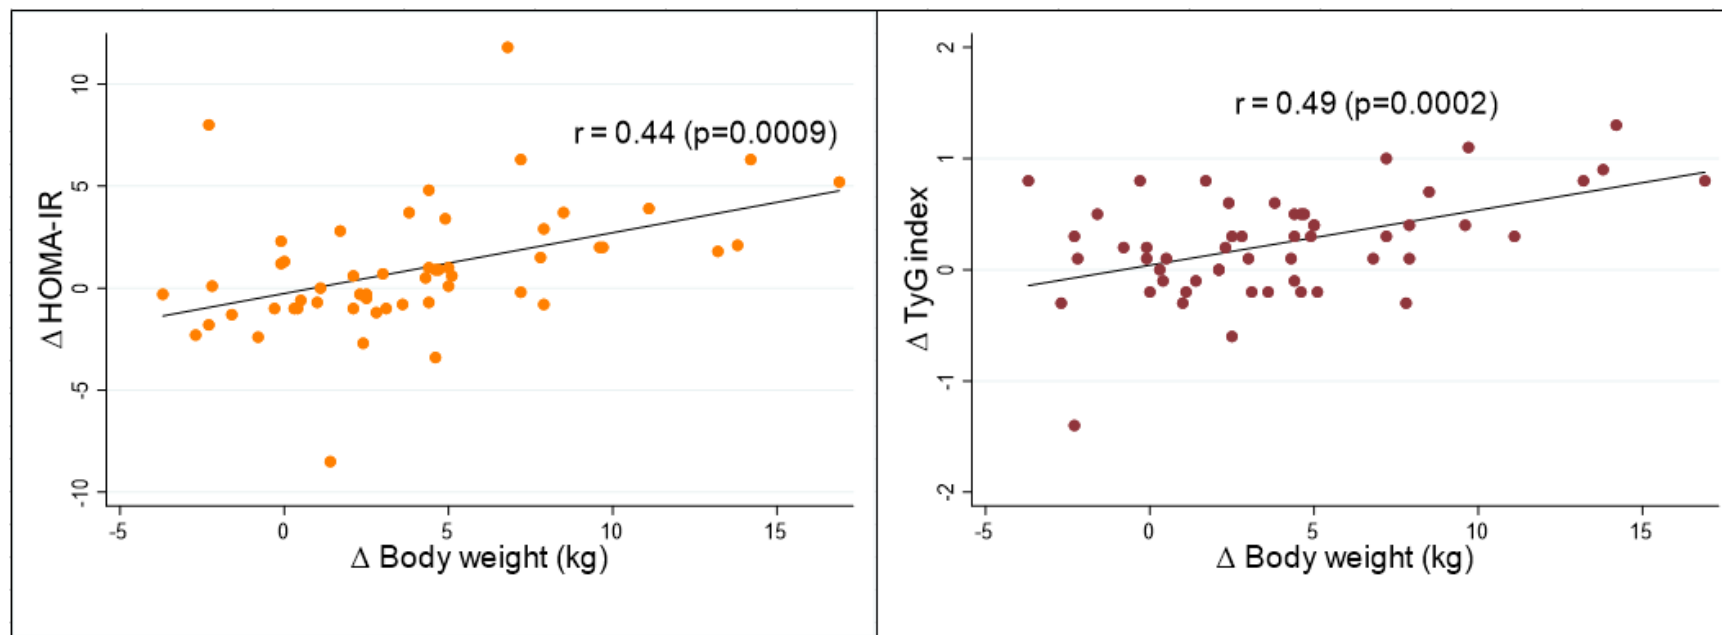 10
5
0
-5
-10
Δ HOMA-IR
r = 0.44 (p=0.0009)
-5 0 5 10 15
Δ Body weight (kg)
2
1
0
-1
-2
Δ TyG index
r = 0.49 (p=0.0002)
-5 0 5 10 15
Δ Body weight (kg)